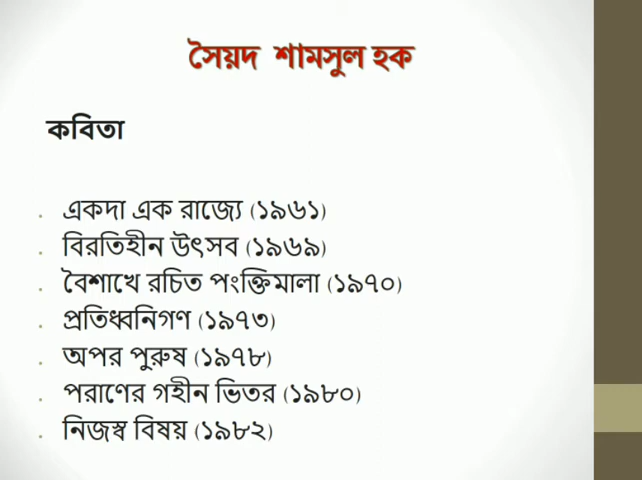 সৈয়দ শামসুল হক
কবিতা
. একদা এক রাজ্যে (১৯৬১)
. বিরতিহীন উৎসব (১৯৬৯)
. বৈশাখে রচিত পংক্তিমালা (১৯৭০)
. প্রতিধ্বনিগণ (১৯৭৩)
. অপর পুরুষ (১৯৭৮)
. পরাণের গহীন ভিতর (১৯৮০)
. নিজস্ব বিষয় (১৯৮২)